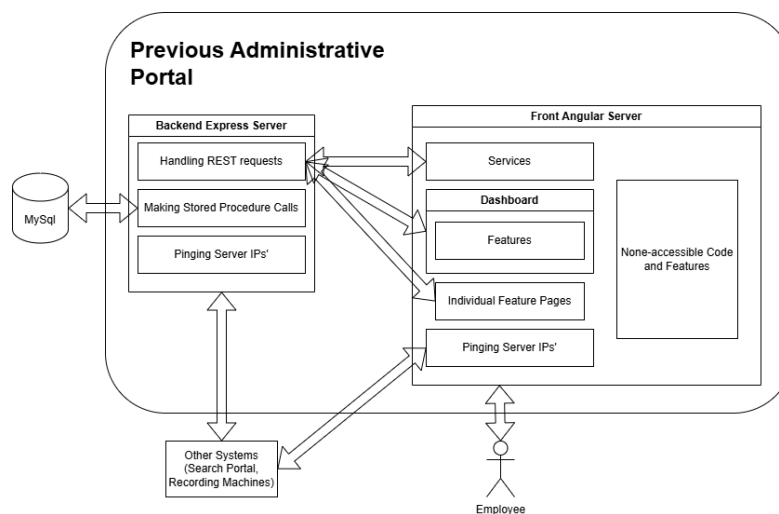 Previous Administrative
Portal
Backend Express Server
Handling REST requests
Making Stored Procedure Calls
Pinging Server IPs'
MySql
Front Angular Server
Services
Dashboard
Features
Individual Feature Pages
Pinging Server IPs'
None-accessible Code
and Features
Other Systems
(Search Portal,
Recording Machines)
Employee